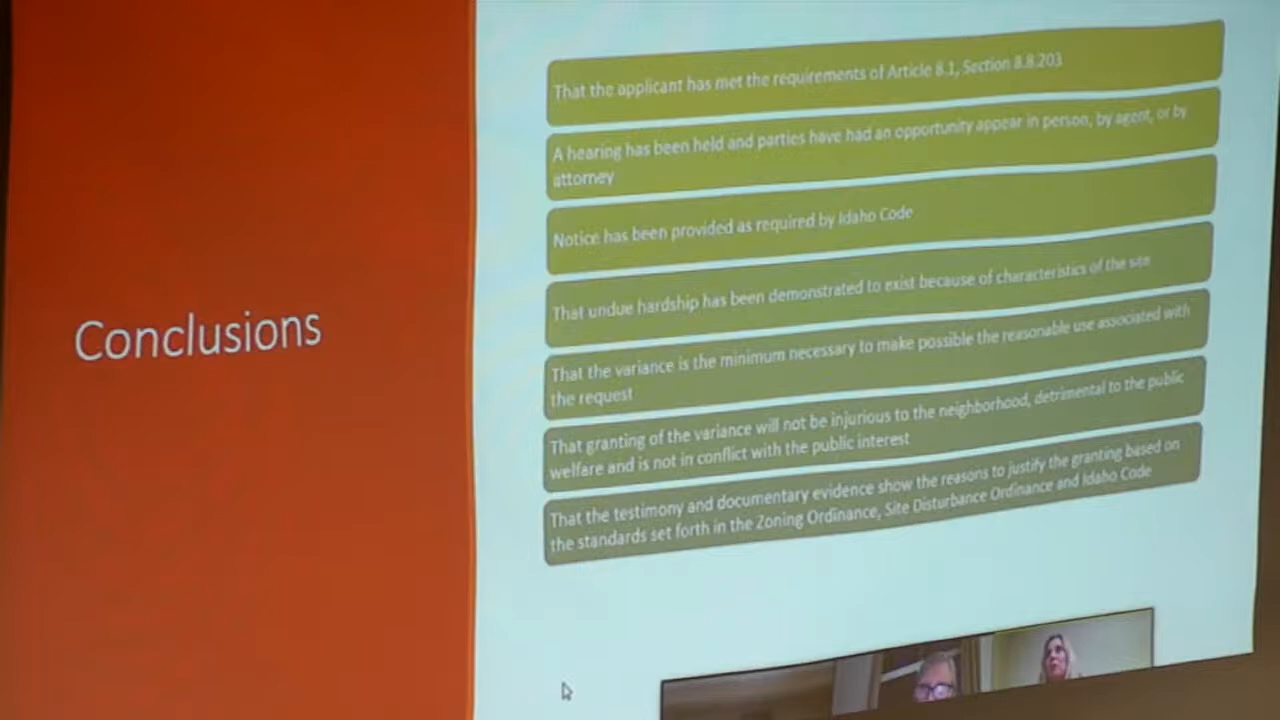 Conclusions
That the applicant has met the requirements of Article 8.1, Section 8.8.203
A hearing has been held and parties have had an opportunity appear in person, by agent, or by
attorney
Notice has been provided as required by Idaho Code
That undue hardship has been demonstrated to exist because of characteristics of the site
That the variance is the minimum necessary to make possible the reasonable use associated with
the request
That granting of the variance will not be injurious to the neighborhood, detrimental to the public
welfare and is not in conflict with the public interest
That the testimony and documentary evidence show the reasons to justify the granting based on
the standards set forth in the Zoning Ordinance, Site Disturbance Ordinance and Idaho Code